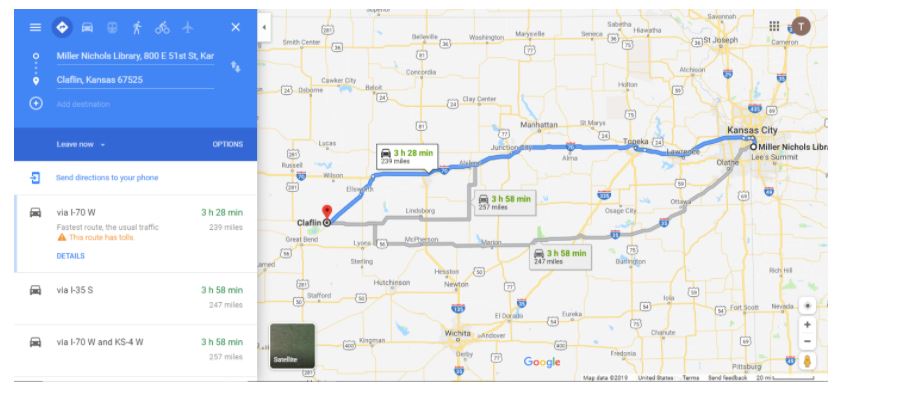 Miller Nichols Library, 800 E 51st St, Kar
Claflin, Kansas 67525
Add destination
Leave now
OPTIONS
Send directions to your phone
via I-70 W
3 h 28 min
Fastest route, the usual traffic
239 miles
This route has tolls.
DETAILS
via I-35 S
3 h 58 min
247 miles
via I-70 W and KS-4 W
3 h 58 min
257 miles
Superior
Savannah
Smith Center
Belleville
Washington
Marysville
Seneca
Sabetha
Hiawatha
St Joseph
Cameron
T
Concordia
Atchison
Cawker City
Osborne
Beloit
Clay Center
Holton
Manhattan
St Marys
Kansas City
Lucas
Junction City
Topeka
Lawrence
Miller Nichols Libr
3 h 28 min
239 miles
Abilene
Alma
Olathe
Lee's Summit
Russell
Wilson
Ellsworth
3 h 58 min
257 miles
Ottawa
Lindsborg
Osage City
Claflin
Great Bend
Lyons
McPherson
Marion
3 h 58 min
247 miles
Burlington
Sterling
arned
Hesston
Rich Hill
Hutchinson
Newton
Stafford
Iola
Fort Scott
Nevada
El Dorado
Eureka
Chanute
Wichita
Andover
Kingman
Derby
Fredonia
Pittsburg
Satellite
Google
Map data ©2019
United States
Terms
Send feedback
20 mi